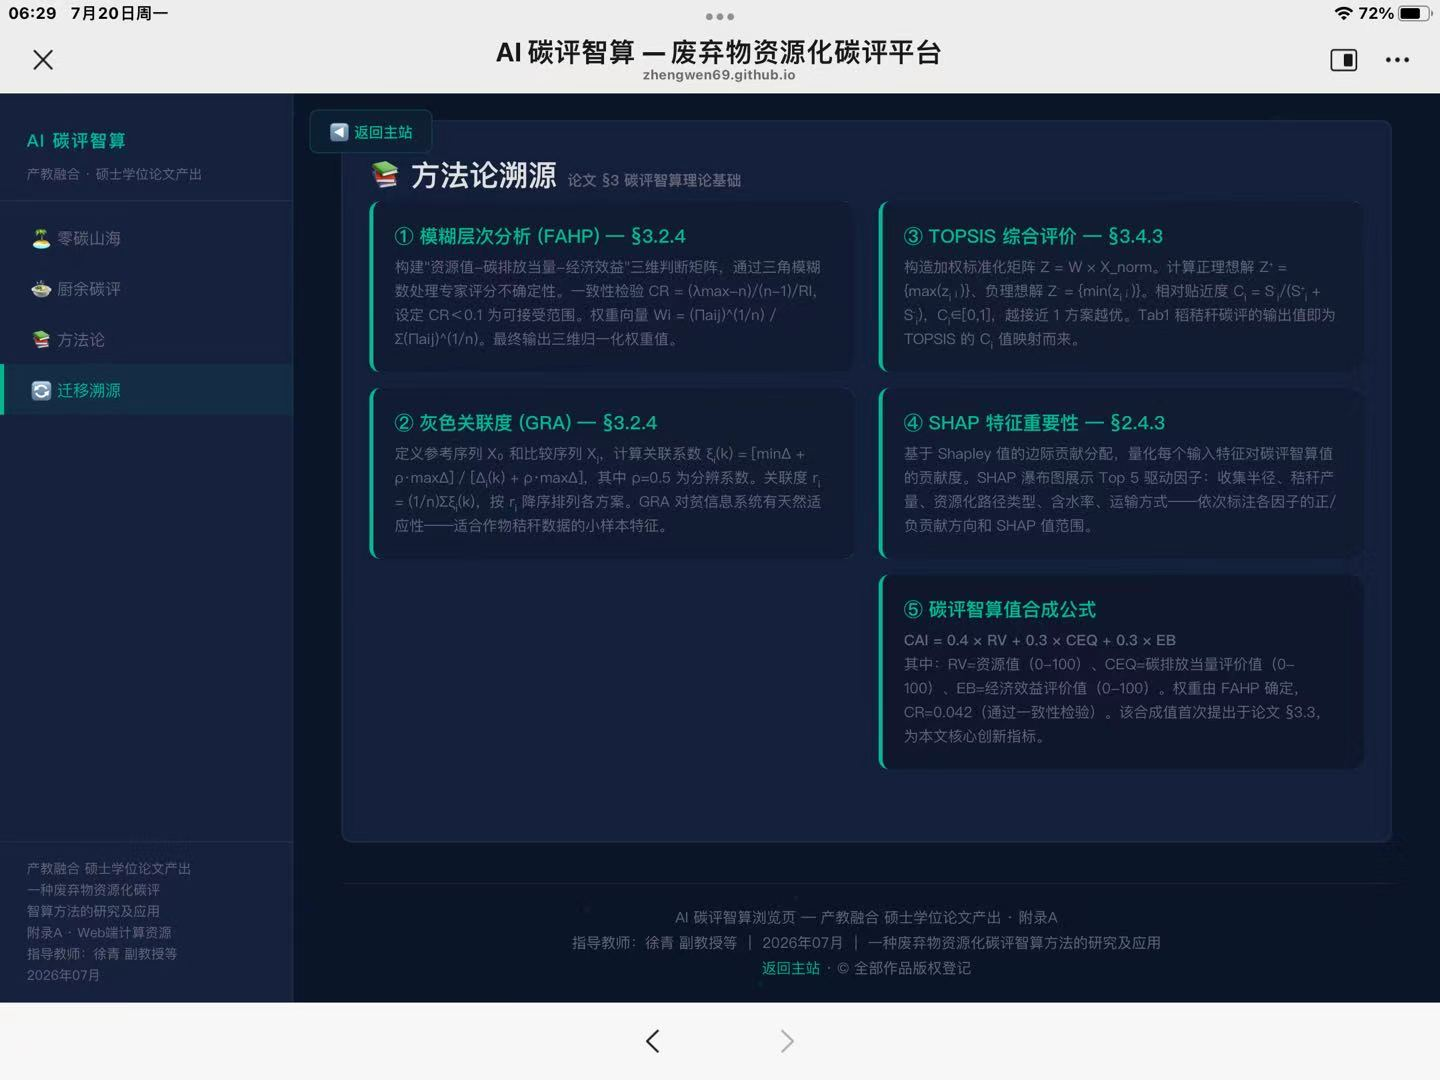 06:29 7月20日周一
72%
AI 碳评智算 — 废弃物资源化碳评平台
zhengwen69.github.io
AI 碳评智算
产教融合 · 硕士学位论文产出
零碳山海
厨余碳评
方法论
迁移溯源
产教融合 硕士学位论文产出
一种废弃物资源化碳评
智算方法的研究及应用
附录A · Web端计算资源
指导教师：徐青 副教授等
2026年07月
返回主站
方法论溯源 论文 §3 碳评智算理论基础
① 模糊层次分析 (FAHP) — §3.2.4
构建"资源值-碳排放当量-经济效益"三维判断矩阵，通过三角模糊
数处理专家评分不确定性。一致性检验 CR = (λmax−n)/(n−1)/RI，
设定 CR＜0.1 为可接受范围。权重向量 Wi = (Πaij)^(1/n) /
Σ(Πaij)^(1/n)。最终输出三维归一化权重值。
② 灰色关联度 (GRA) — §3.2.4
定义参考序列 X₀ 和比较序列 Xᵢ，计算关联系数 ξᵢ(k) = [minΔ +
ρ·maxΔ] / [Δᵢ(k) + ρ·maxΔ]，其中 ρ=0.5 为分辨系数。关联度 rᵢ
= (1/n)Σξᵢ(k)，按 rᵢ 降序排列各方案。GRA 对贫信息系统有天然适
应性——适合作物秸秆数据的小样本特征。
③ TOPSIS 综合评价 — §3.4.3
构造加权标准化矩阵 Z = W × X_norm。计算正理想解 Z⁺ =
{max(zᵢⱼ)}、负理想解 Z⁻ = {min(zᵢⱼ)}。相对贴近度 Cᵢ = S⁻ᵢ/(S⁺ᵢ +
S⁻ᵢ)，Cᵢ∈[0,1]，越接近 1 方案越优。Tab1 稻秸秆碳评的输出值即为
TOPSIS 的 Cᵢ 值映射而来。
④ SHAP 特征重要性 — §2.4.3
基于 Shapley 值的边际贡献分配，量化每个输入特征对碳评智算值
的贡献度。SHAP 瀑布图展示 Top 5 驱动因子：收集半径、秸秆产
量、资源化路径类型、含水率、运输方式——依次标注各因子的正/
负贡献方向和 SHAP 值范围。
⑤ 碳评智算值合成公式
CAI = 0.4 × RV + 0.3 × CEQ + 0.3 × EB
其中：RV=资源值（0–100）、CEQ=碳排放当量评价值（0–
100）、EB=经济效益评价值（0–100）。权重由 FAHP 确定，
CR=0.042（通过一致性检验）。该合成值首次提出于论文 §3.3，
为本文核心创新指标。
AI 碳评智算浏览页 — 产教融合 硕士学位论文产出 · 附录A
指导教师：徐青 副教授等 ｜ 2026年07月 ｜ 一种废弃物资源化碳评智算方法的研究及应用
返回主站 · © 全部作品版权登记